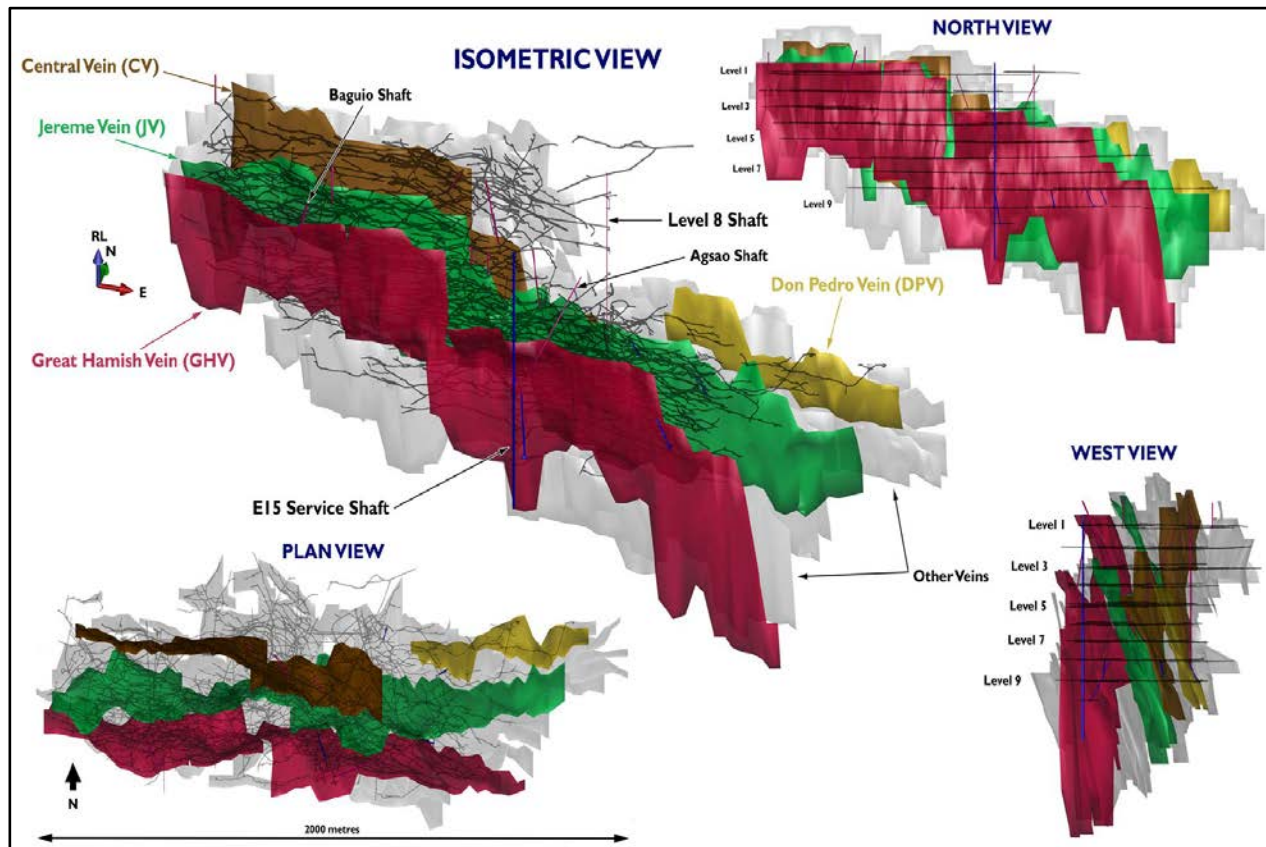 ISOMETRIC VIEW
Central Vein (CV)
Baguio Shaft
Jereme Vein (JV)
Level 8 Shaft
Agsao Shaft
RL
N
E
Don Pedro Vein (DPV)
Great Hamish Vein (GHV)
E15 Service Shaft
Other Veins
NORTH VIEW
Level 1
Level 3
Level 5
Level 7
Level 9
PLAN VIEW
N
2000 metres
WEST VIEW
Level 1
Level 3
Level 5
Level 7
Level 9